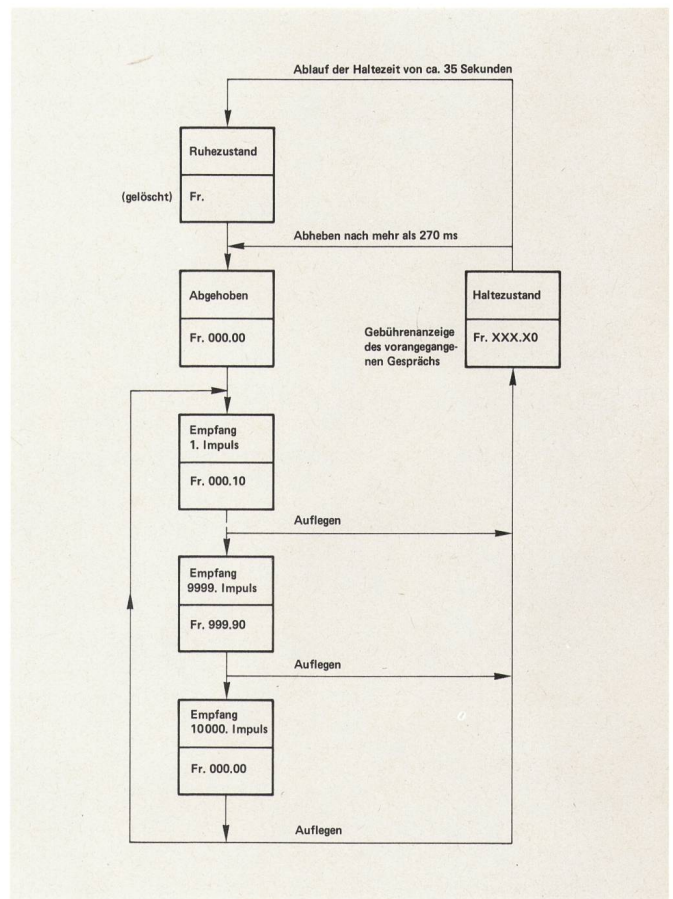 Ablauf der Haltezeit von ca. 35 Sekunden
Ruhezustand
(gelöscht)
Fr.
Abheben nach mehr als 270 ms
Abgehoben
Fr. 000.00
Haltezustand
Fr. XXX.X0
Gebührenanzeige
des vorangegange-
nen Gesprächs
Empfang
1. Impuls
Fr. 000.10
Auflegen
Empfang
9999. Impuls
Fr. 999.90
Auflegen
Empfang
10000. Impuls
Fr. 000.00
Auflegen